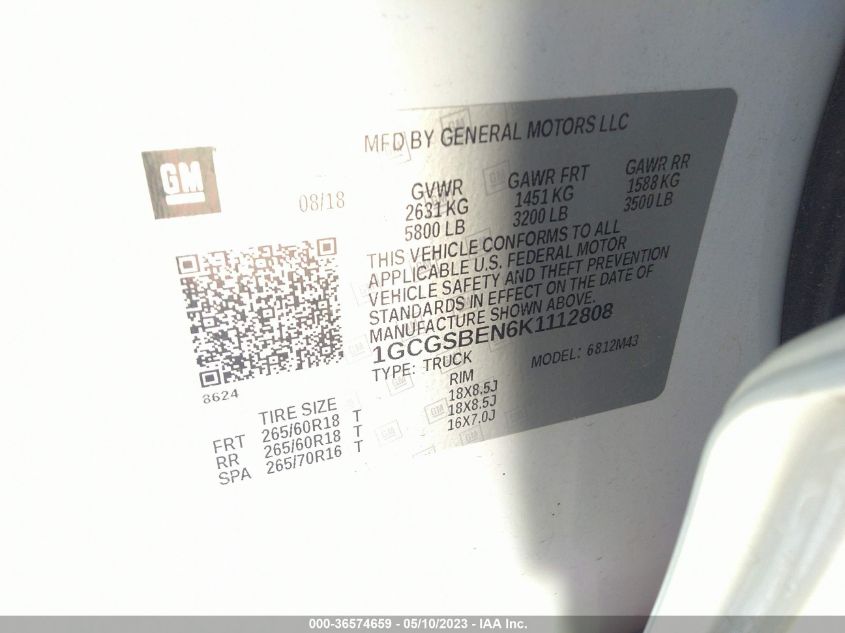 MFD BY GENERAL MOTORS LLC
GM
08/18
GVWR GAWR FRT GAWR RR
2631 KG 1451 KG 1588 KG
5800 LB 3200 LB 3500 LB
THIS VEHICLE CONFORMS TO ALL
APPLICABLE U.S. FEDERAL MOTOR
VEHICLE SAFETY AND THEFT PREVENTION
STANDARDS IN EFFECT ON THE DATE OF
MANUFACTURE SHOWN ABOVE.
1GCGSBEN6K1112808
TYPE: TRUCK MODEL: 6812M43
8624
TIRE SIZE RIM
FRT 265/60R18 T 18X8.5J
RR 265/60R18 T 18X8.5J
SPA 265/70R16 T 16X7.0J
000-36574659 - 05/10/2023 - IAA Inc.